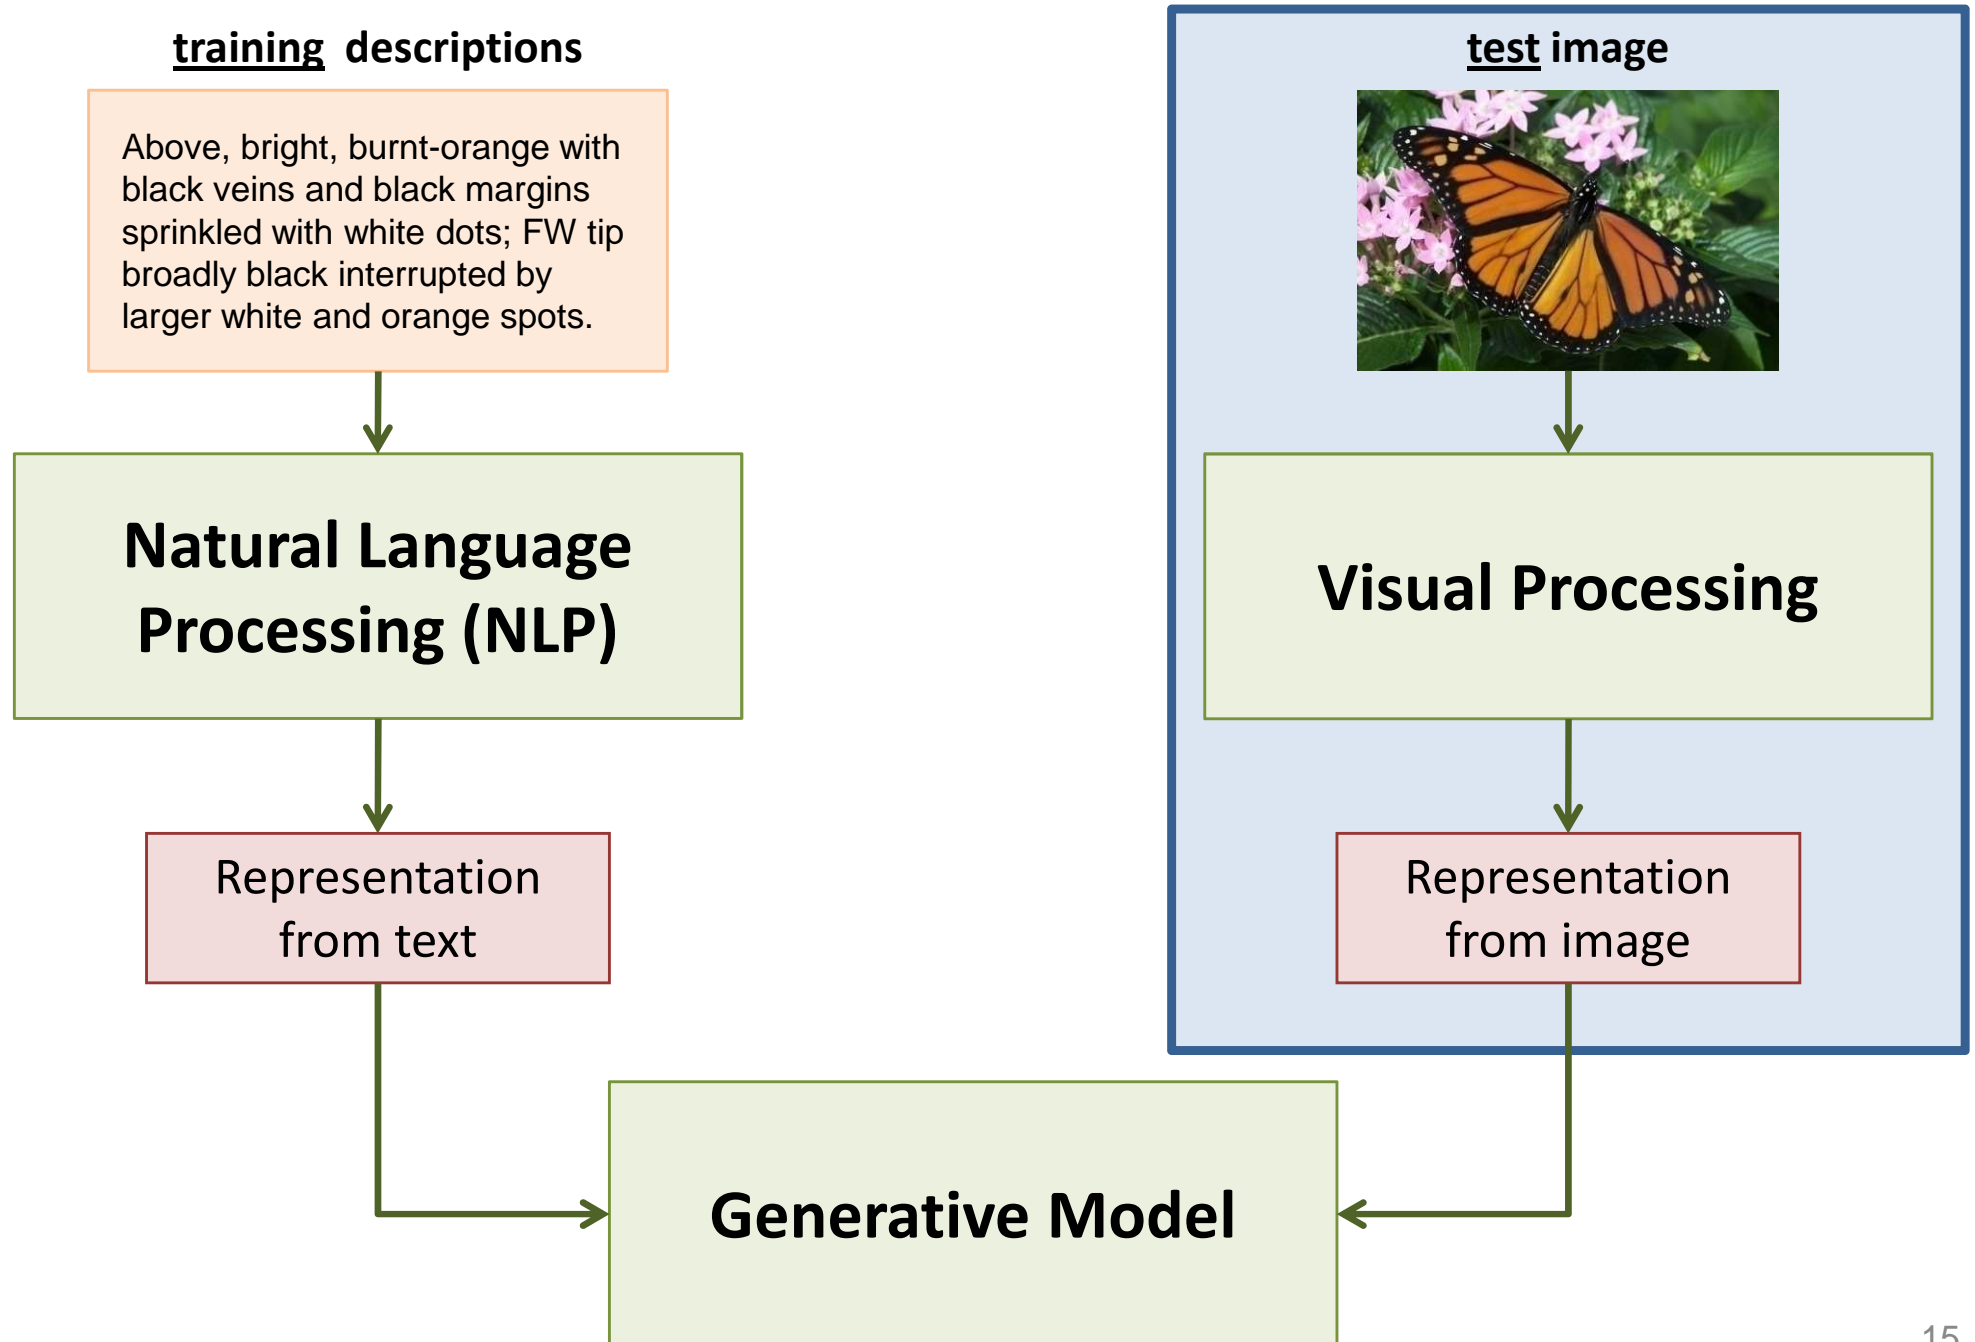 training descriptions
Above, bright, burnt-orange with
black veins and black margins
sprinkled with white dots; FW tip
broadly black interrupted by
larger white and orange spots.
Natural Language
Processing (NLP)
Representation
from text
test image
Visual Processing
Representation
from image
Generative Model
15